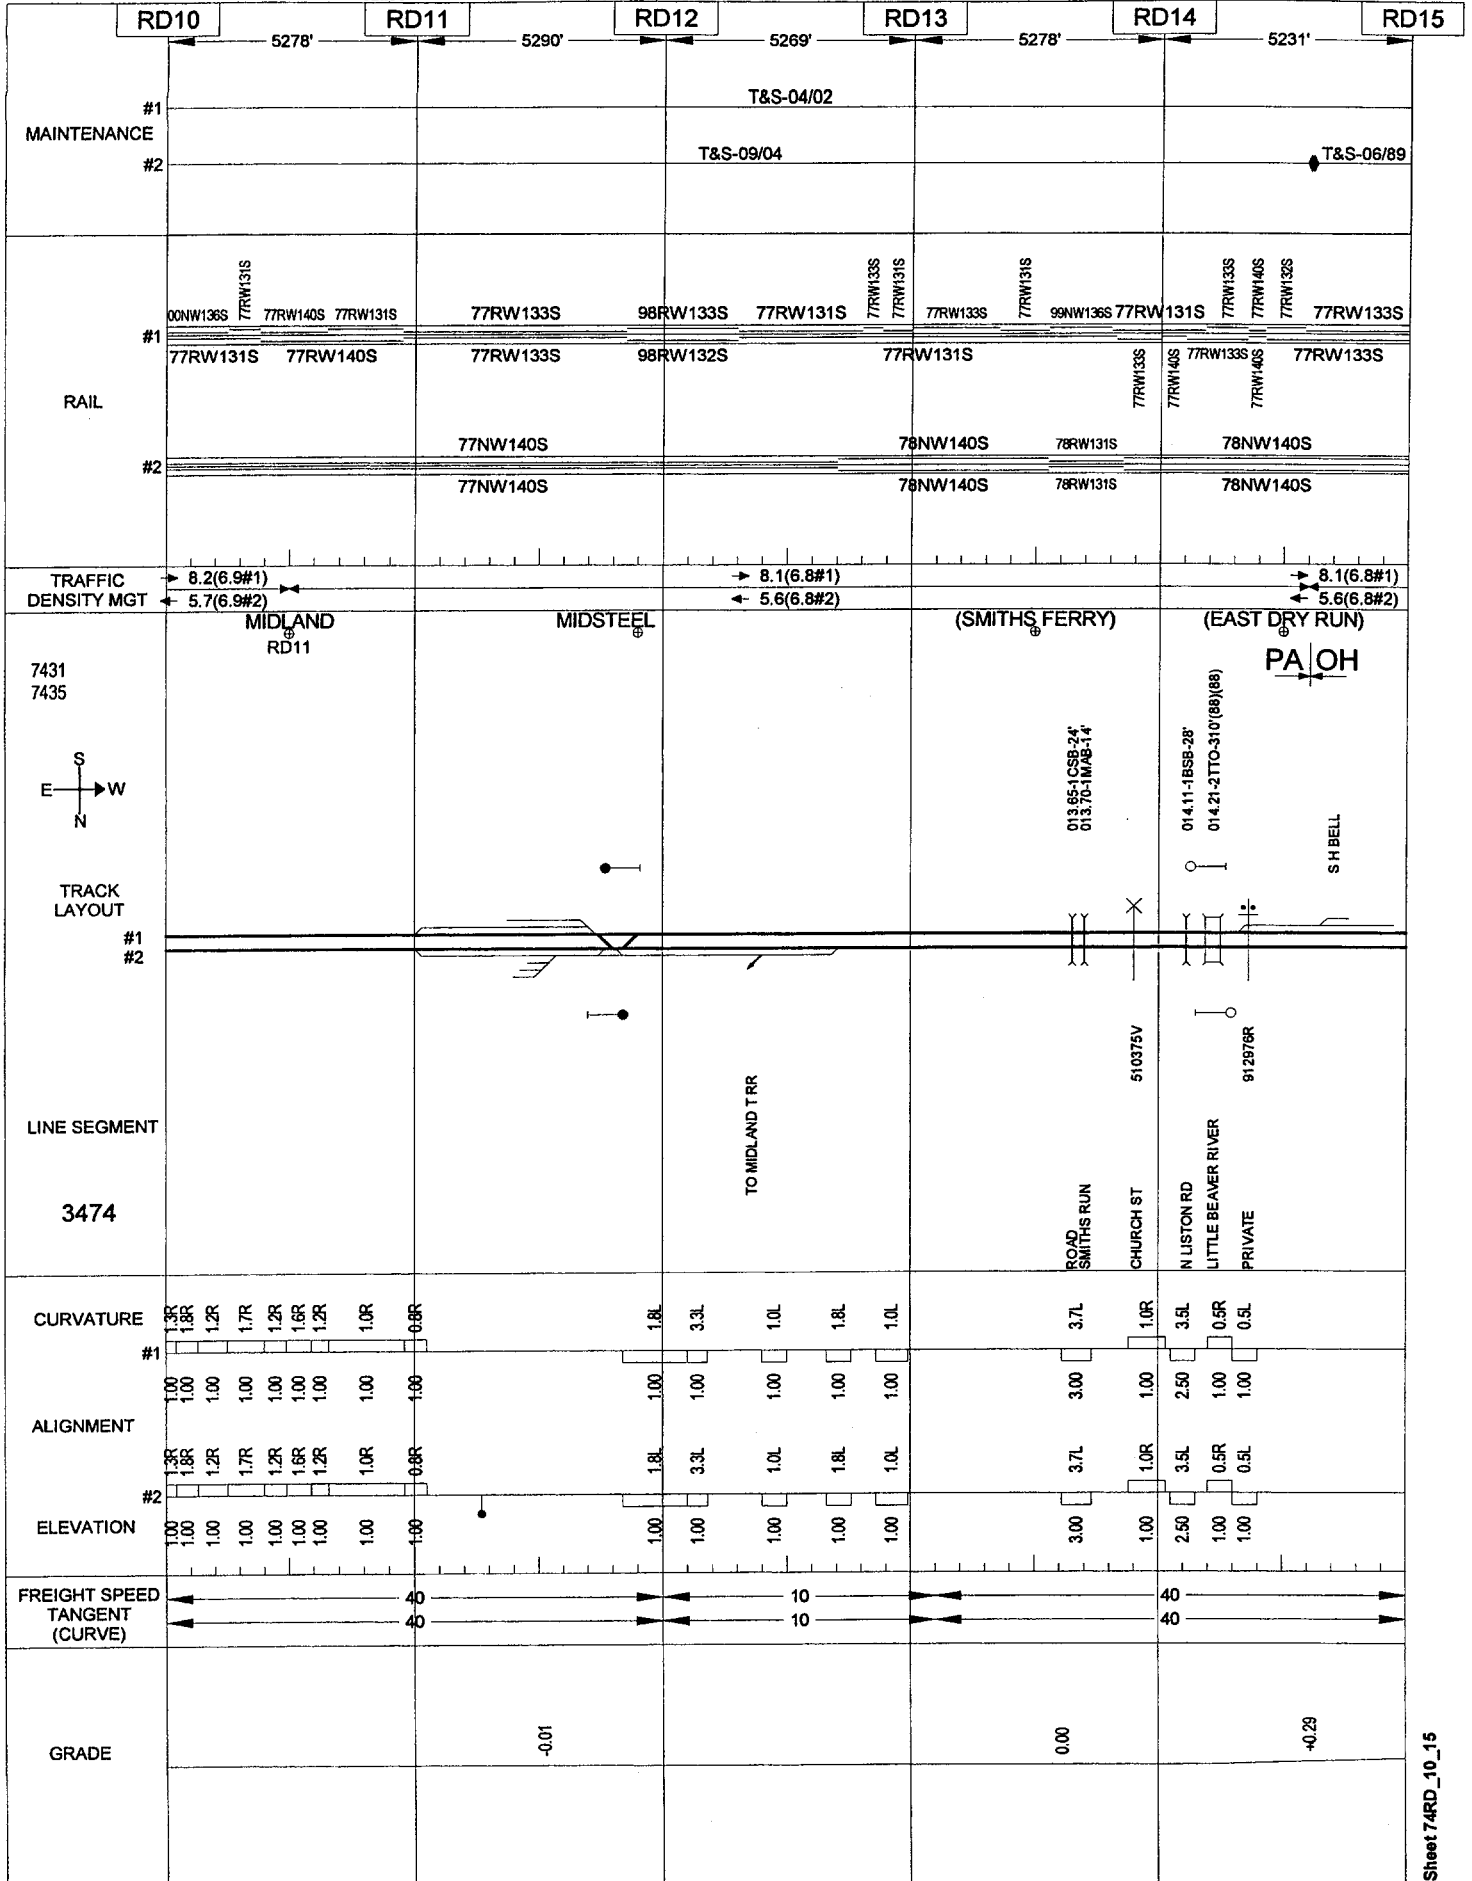 RD10 RD11 RD12 RD13 RD14 RD15
5278' 5290' 5269' 5278' 5231'
MAINTENANCE
#1 T&S-04/02
#2 T&S-09/04 T&S-06/89
RAIL
77RW131S 77RW133S 77RW131S 77RW131S 77RW133S 77RW140S 77RW132S
00NW136S 77RW140S 77RW131S 77RW133S 98RW133S 77RW131S 77RW133S 99NW136S 77RW131S 77RW133S
#1
77RW131S 77RW140S 77RW133S 98RW132S 77RW131S 77RW133S 77RW133S
77RW133S 77RW140S 77RW140S
77NW140S 78NW140S 78RW131S 78NW140S
#2
77NW140S 78NW140S 78RW131S 78NW140S
TRAFFIC 8.2(6.9#1) 8.1(6.8#1) 8.1(6.8#1)
DENSITY MGT 5.7(6.9#2) 5.6(6.8#2) 5.6(6.8#2)
MIDLAND MIDSTEEL (SMITHS FERRY) (EAST DRY RUN)
RD11
PA OH
7431
7435
S
E W
N
013.65-1CSB-24'
013.70-1MAB-14'
014.11-1BSB-28'
014.21-2TTO-310'(88)(88)
S H BELL
TRACK
LAYOUT
#1
#2
510375V
912976R
LINE SEGMENT
3474
TO MIDLAND T RR
ROAD
SMITHS RUN
CHURCH ST
N LISTON RD
LITTLE BEAVER RIVER
PRIVATE
CURVATURE 1.3R 1.8R 1.2R 1.7R 1.2R 1.6R 1.2R 1.0R 0.8R 1.8L 3.3L 1.0L 1.8L 1.0L 3.7L 1.0R 3.5L 0.5R 0.5L
#1
1.00 1.00 1.00 1.00 1.00 1.00 1.00 1.00 1.00 1.00 1.00 1.00 1.00 1.00 3.00 1.00 2.50 1.00 1.00
ALIGNMENT
1.3R 1.8R 1.2R 1.7R 1.2R 1.6R 1.2R 1.0R 0.8R 1.8L 3.3L 1.0L 1.8L 1.0L 3.7L 1.0R 3.5L 0.5R 0.5L
#2
ELEVATION 1.00 1.00 1.00 1.00 1.00 1.00 1.00 1.00 1.00 1.00 1.00 1.00 1.00 1.00 3.00 1.00 2.50 1.00 1.00
FREIGHT SPEED 40 10 40
TANGENT
(CURVE) 40 10 40
GRADE -0.01 0.00 +0.29
Sheet 74RD_10_15